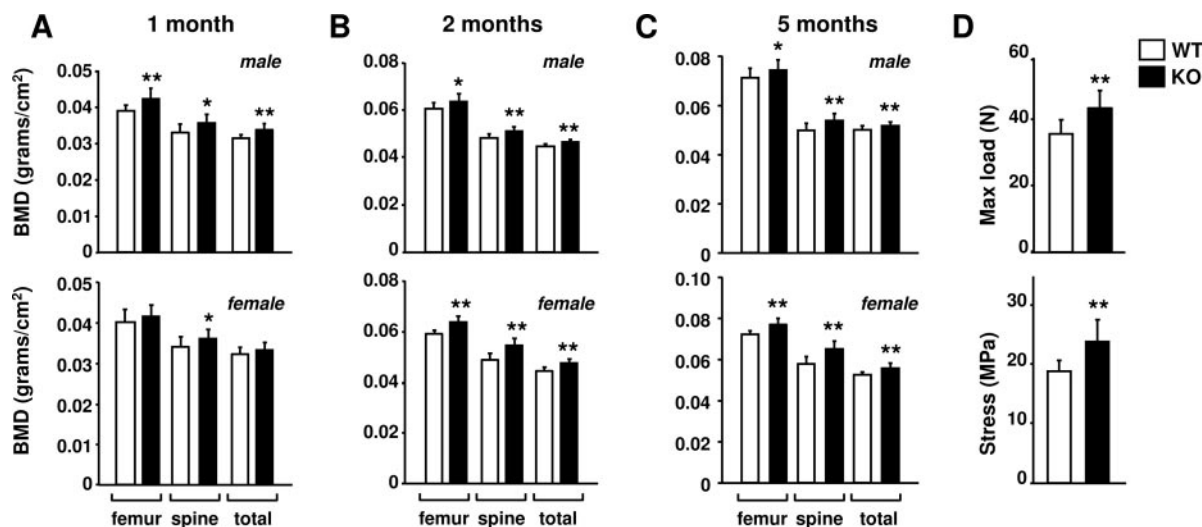 A
1 month
BMD (grams/cm²)
0.05
0.04
0.03
0.02
0.01
0
male
** * **
BMD (grams/cm²)
0.05
0.04
0.03
0.02
0.01
0
female
*
femur spine total
B
2 months
0.08
0.06
0.04
0.02
0
male
* ** **
0.08
0.06
0.04
0.02
0
female
** ** **
femur spine total
C
5 months
0.08
0.06
0.08
0.02
0
male
* ** **
0.10
0.08
0.06
0.04
0.02
0
female
** ** **
femur spine total
D
Max load (N)
60
40
20
0
**
Stress (MPa)
30
20
10
0
**
WT
KO